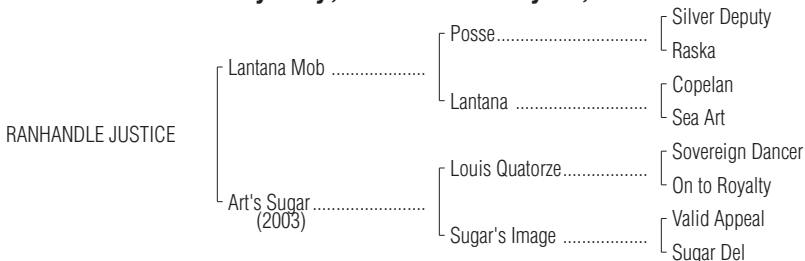 Posse.................................. Silver Deputy
Raska
Lantana Mob .....................
Lantana .............................. Copelan
Sea Art
RANHANDLE JUSTICE
Louis Quatorze................... Sovereign Dancer
On to Royalty
Art's Sugar.........................
(2003)
Sugar's Image ................... Valid Appeal
Sugar Del